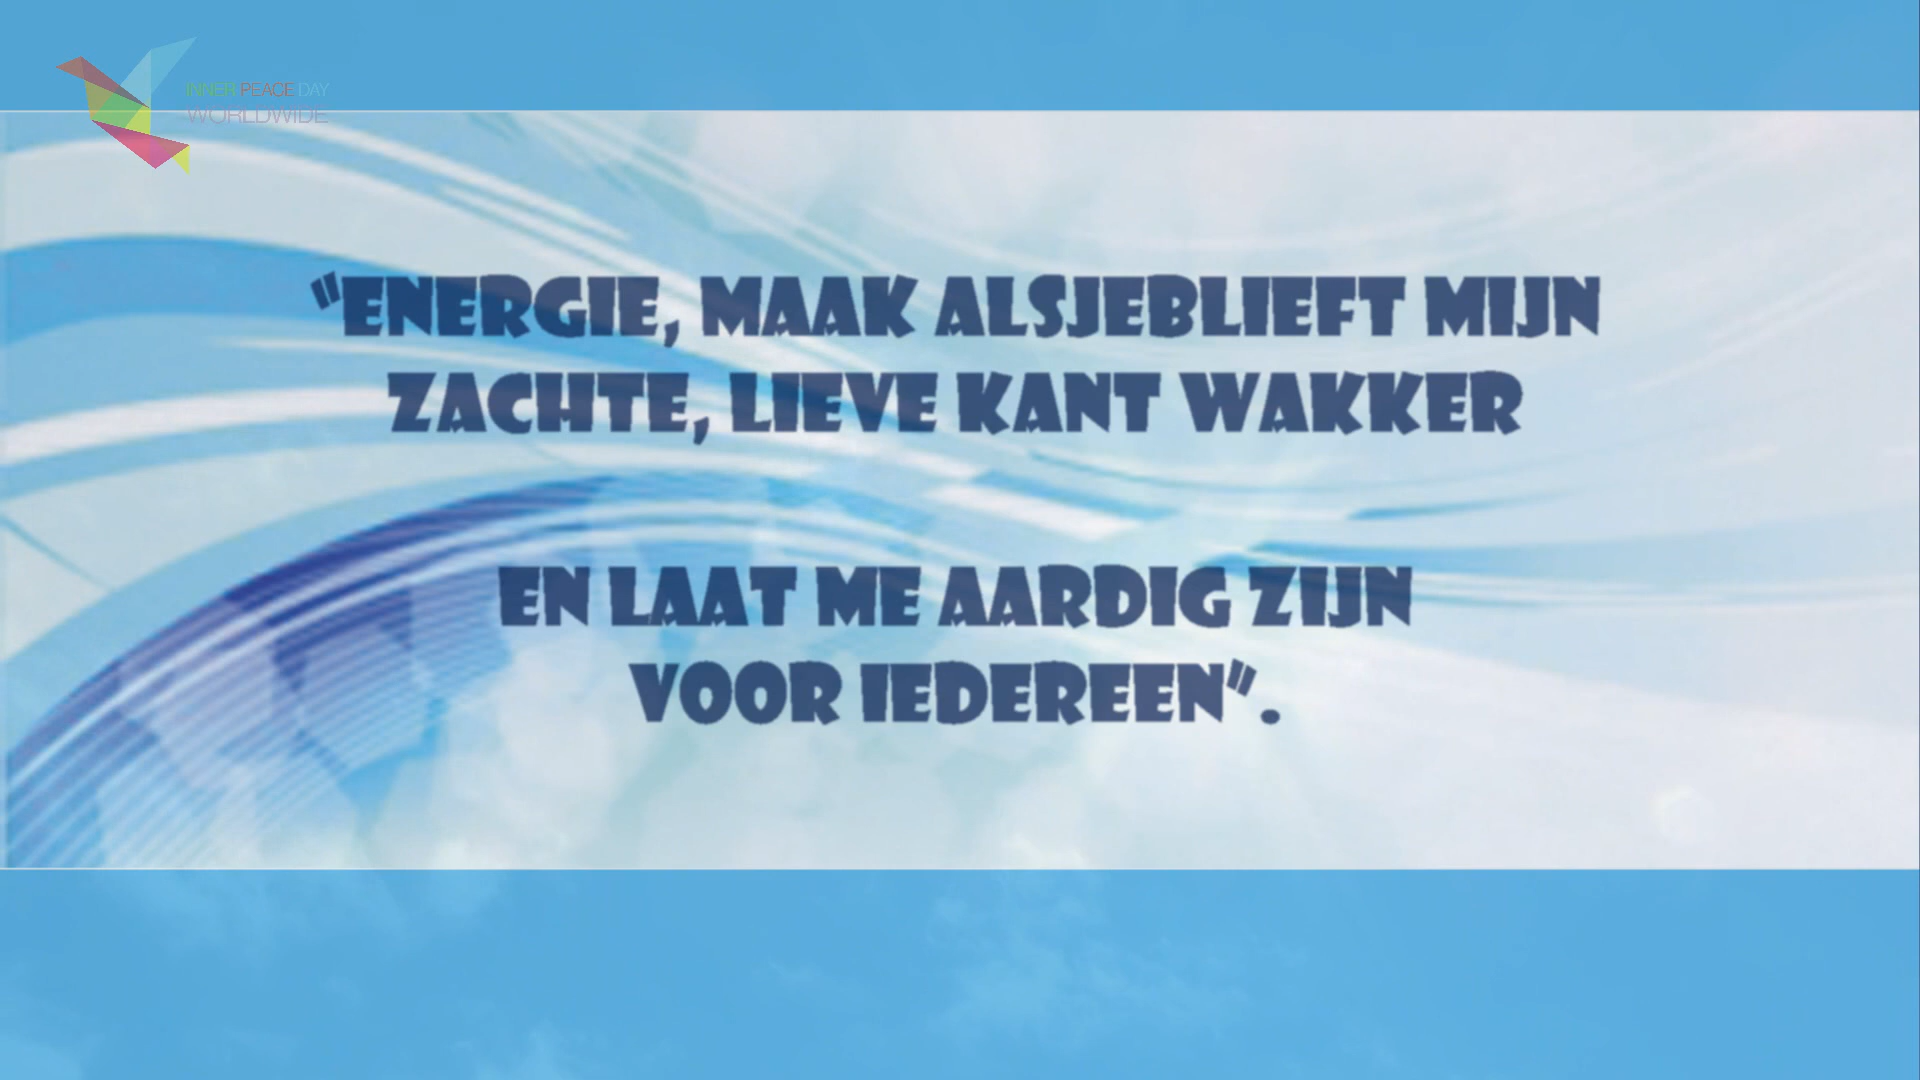 INNER PEACE DAY
WORLDWIDE
"ENERGIE, MAAK ALSJEBLIEFT MIJN
ZACHTE, LIEVE KANT WAKKER
EN LAAT ME AARDIG ZIJN
VOOR IEDEREEN".